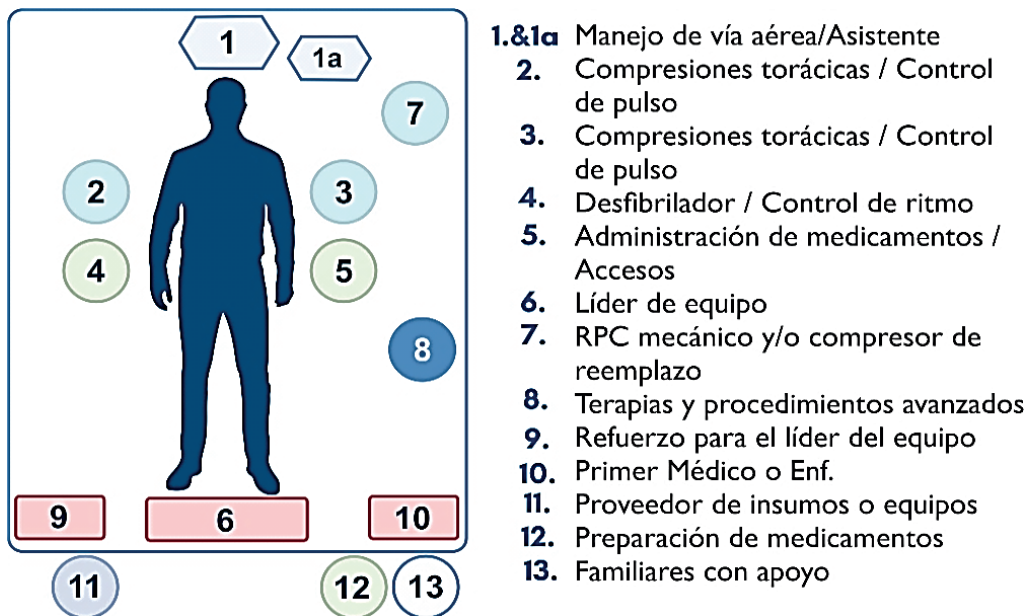 1
1a
7
2
3
4
5
8
9
6
10
11
12
13
1.&1a Manejo de vía aérea/Asistente
2. Compresiones torácicas / Control
de pulso
3. Compresiones torácicas / Control
de pulso
4. Desfibrilador / Control de ritmo
5. Administración de medicamentos /
Accesos
6. Líder de equipo
7. RPC mecánico y/o compresor de
reemplazo
8. Terapias y procedimientos avanzados
9. Refuerzo para el líder del equipo
10. Primer Médico o Enf.
11. Proveedor de insumos o equipos
12. Preparación de medicamentos
13. Familiares con apoyo